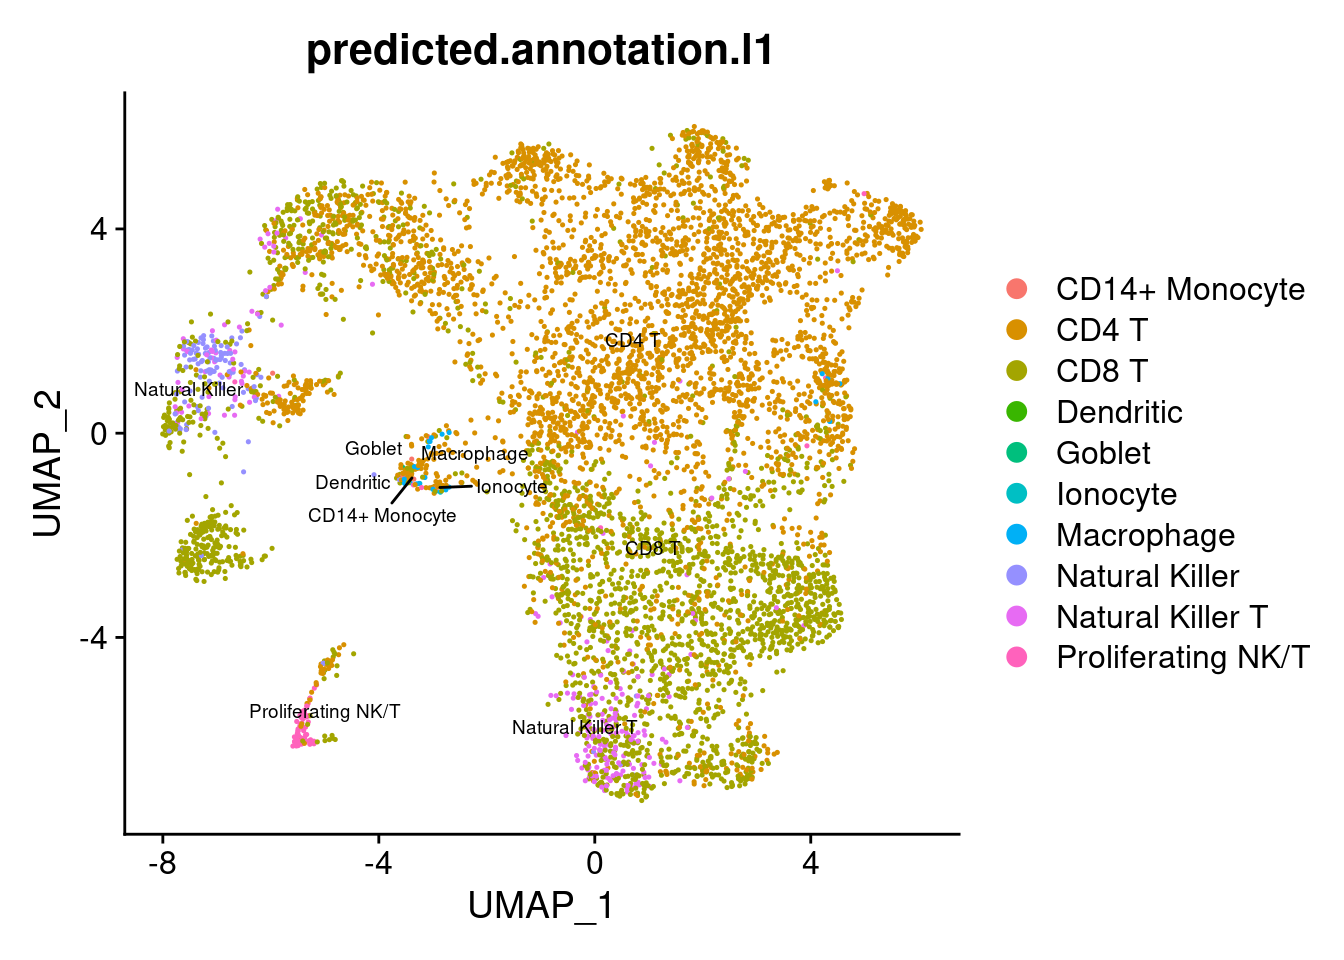 predicted.annotation.l1
UMAP_2
4
0
-4
-8
-4
0
4
UMAP_1
CD4 T
Natural Killer
Goblet
Macrophage
Dendritic
Ionocyte
CD14+ Monocyte
CD8 T
Proliferating NK/T
Natural Killer T
CD14+ Monocyte
CD4 T
CD8 T
Dendritic
Goblet
Ionocyte
Macrophage
Natural Killer
Natural Killer T
Proliferating NK/T